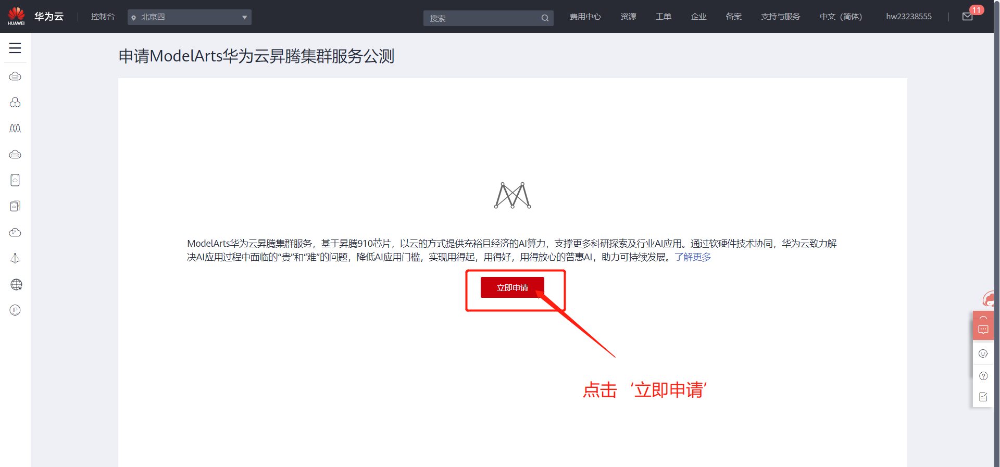 HUAWEI
华为云
控制台
北京四
搜索
费用中心
资源
工单
企业
备案
支持与服务
中文（简体）
hw23238555
11
申请ModelArts华为云昇腾集群服务公测
ModelArts华为云昇腾集群服务，基于昇腾910芯片，以云的方式提供充裕且经济的AI算力，支撑更多科研探索及行业AI应用。通过软硬件技术协同，华为云致力解
决AI应用过程中面临的“贵”和“难”的问题，降低AI应用门槛，实现用得起，用得好，用得放心的普惠AI，助力可持续发展。了解更多
立即申请
点击‘立即申请’
W
IP